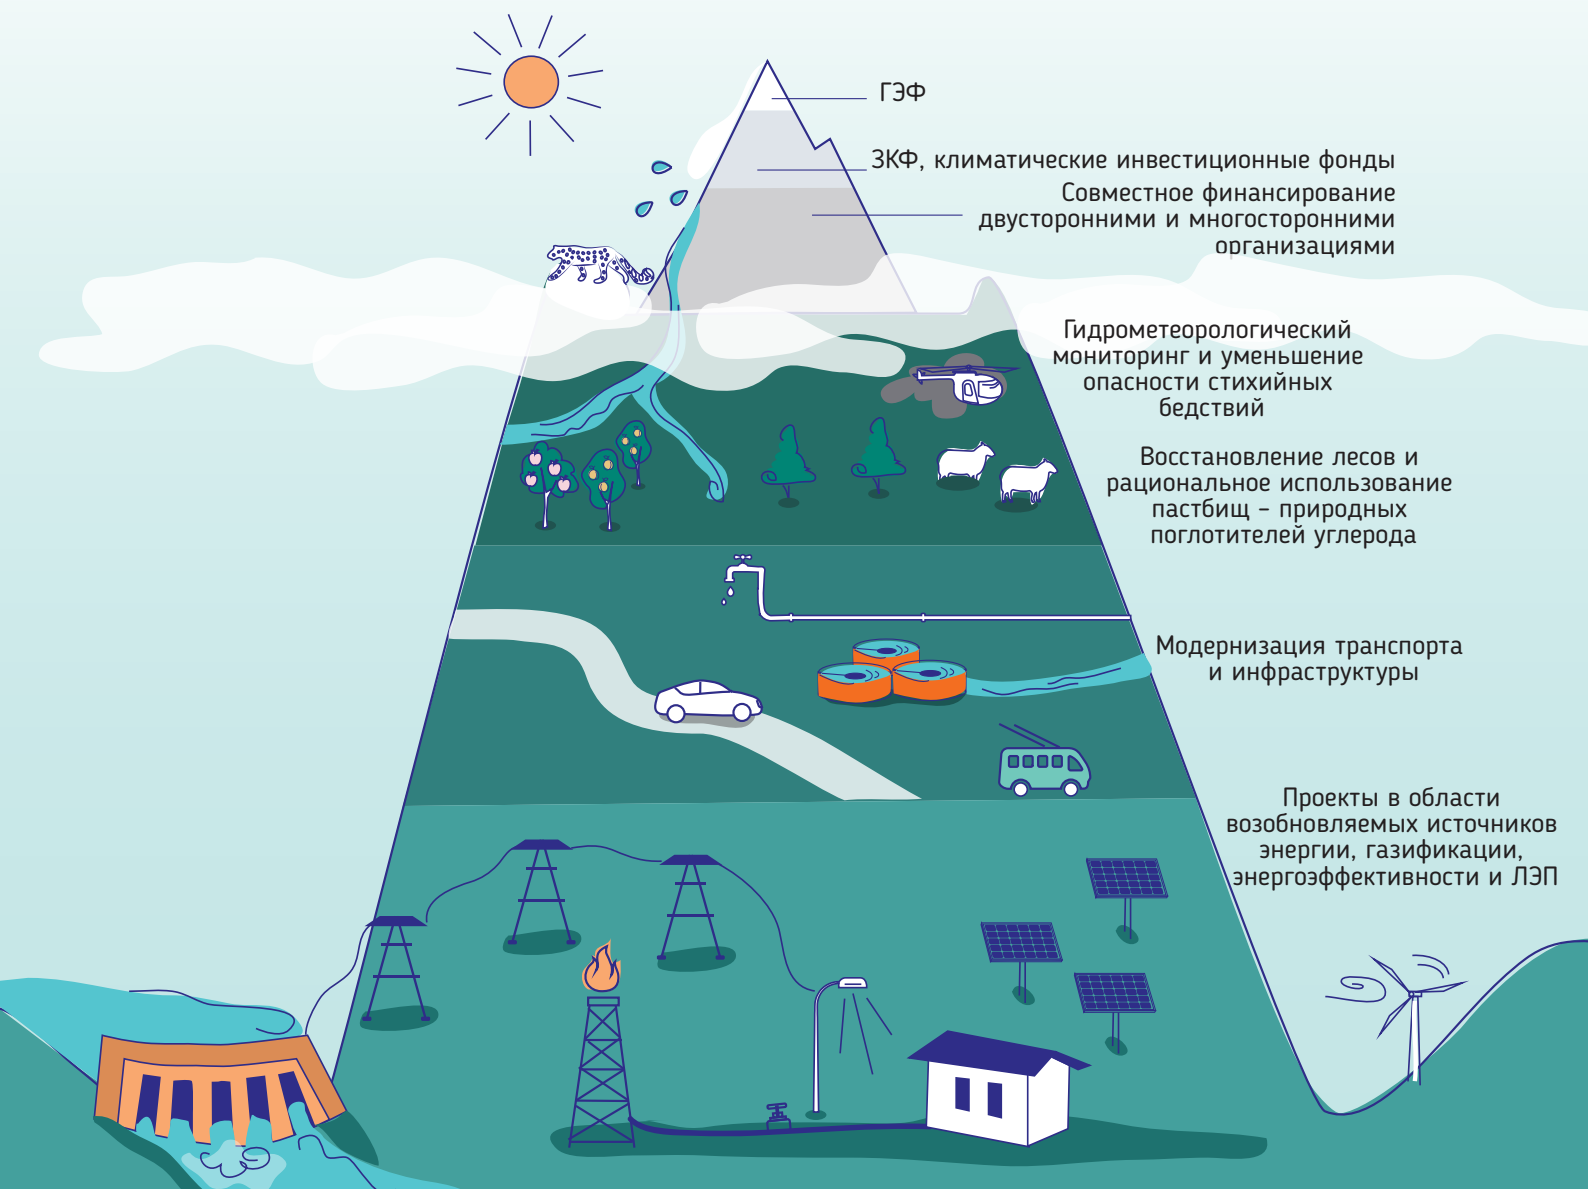 ГЭФ
ЗКФ, климатические инвестиционные фонды
Совместное финансирование
двусторонними и многосторонними
организациями
Гидрометеорологический
мониторинг и уменьшение
опасности стихийных
бедствий
Восстановление лесов и
рациональное использование
пастбищ – природных
поглотителей углерода
Модернизация транспорта
и инфраструктуры
Проекты в области
возобновляемых источников
энергии, газификации,
энергоэффективности и ЛЭП